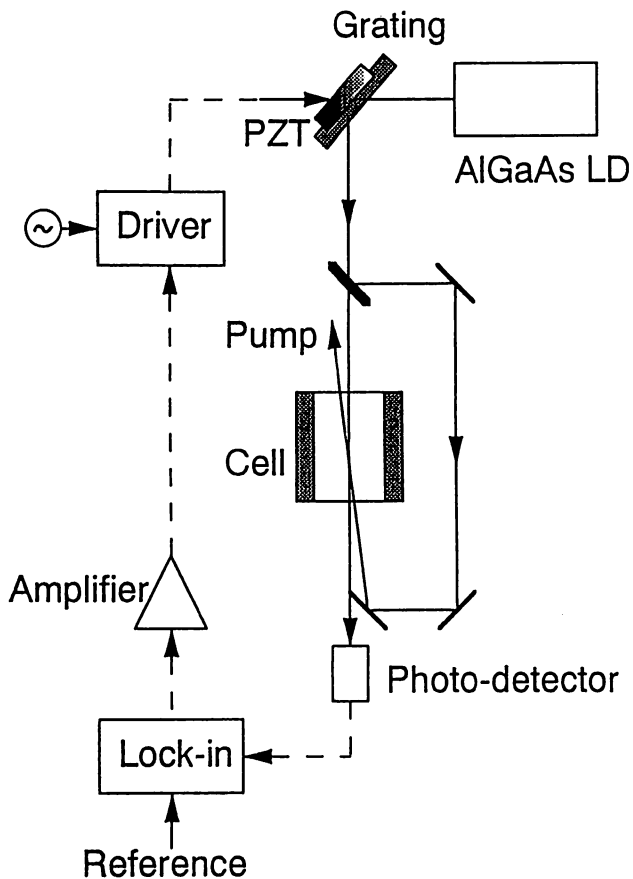 Grating
PZT
AlGaAs LD
~
Driver
Pump
Cell
Amplifier
Photo-detector
Lock-in
Reference